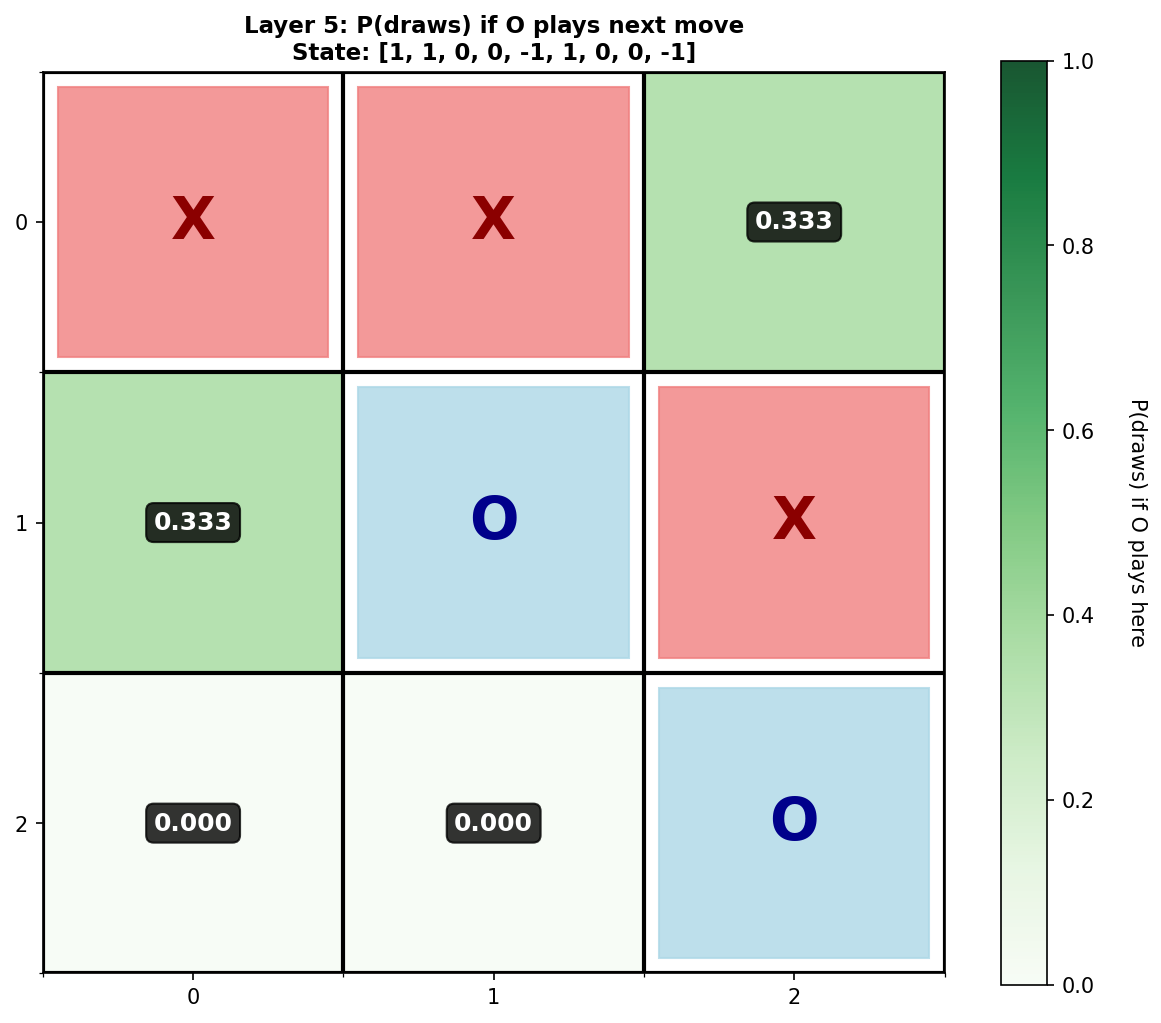 Layer 5: P(draws) if O plays next move
State: [1, 1, 0, 0, -1, 1, 0, 0, -1]
X
X
0.333
0.333
O
X
0.000
0.000
O
0
1
2
0
1
2
1.0
0.8
0.6
0.4
0.2
0.0
P(draws) if O plays here